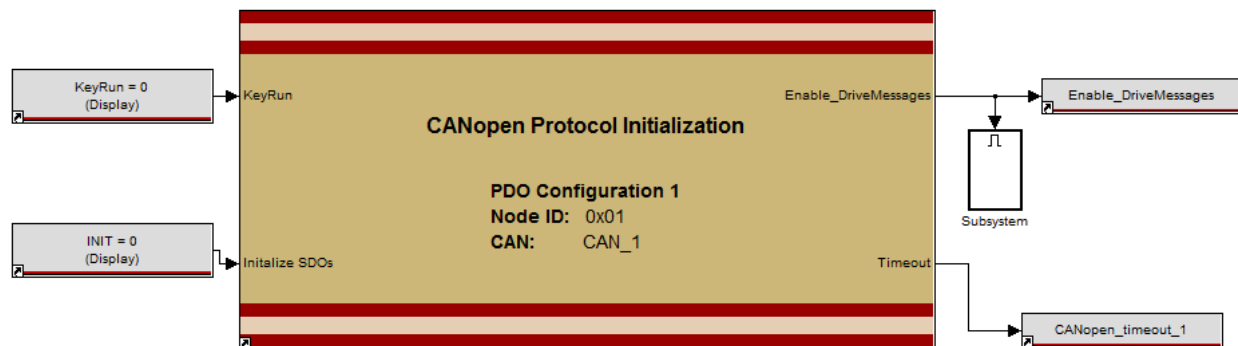 KeyRun = 0
(Display)
KeyRun
Enable_DriveMessages
Enable_DriveMessages
CANopen Protocol Initialization
PDO Configuration 1
Node ID: 0x01
CAN: CAN_1
Subsystem
INIT = 0
(Display)
Initalize SDOs
Timeout
CANopen_timeout_1